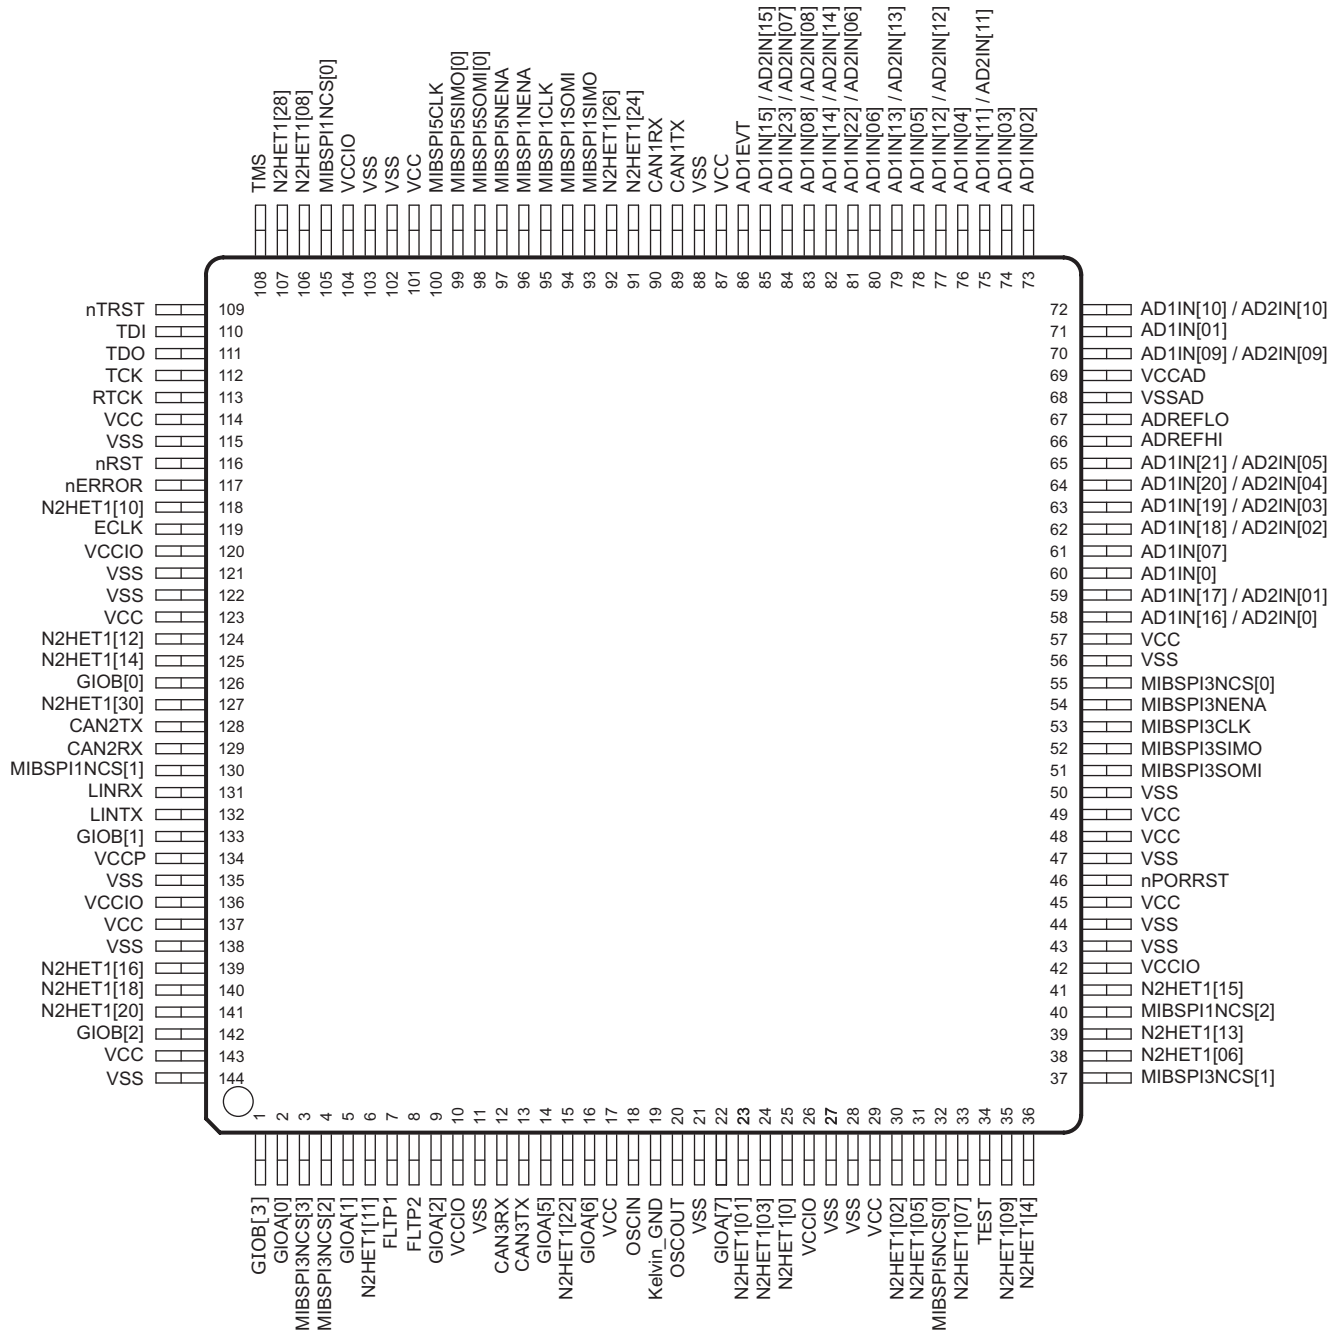 TMS
N2HET1[28]
N2HET1[08]
MIBSPI1NCS[0]
VCCIO
VSS
VSS
VCC
MIBSPI5CLK
MIBSPI5SIMO[0]
MIBSPI5SOMI[0]
MIBSPI5NENA
MIBSPI1NENA
MIBSPI1CLK
MIBSPI1SOMI
MIBSPI1SIMO
N2HET1[26]
N2HET1[24]
CAN1RX
CAN1TX
VSS
VCC
AD1EVT
AD1IN[15] / AD2IN[15]
AD1IN[23] / AD2IN[07]
AD1IN[08] / AD2IN[08]
AD1IN[14] / AD2IN[14]
AD1IN[22] / AD2IN[06]
AD1IN[06]
AD1IN[13] / AD2IN[13]
AD1IN[05]
AD1IN[12] / AD2IN[12]
AD1IN[04]
AD1IN[11] / AD2IN[11]
AD1IN[03]
AD1IN[02]
108
107
106
105
104
103
102
101
100
99
98
97
96
95
94
93
92
91
90
89
88
87
86
85
84
83
82
81
80
79
78
77
76
75
74
73
nTRST 109
TDI 110
TDO 111
TCK 112
RTCK 113
VCC 114
VSS 115
nRST 116
nERROR 117
N2HET1[10] 118
ECLK 119
VCCIO 120
VSS 121
VSS 122
VCC 123
N2HET1[12] 124
N2HET1[14] 125
GIOB[0] 126
N2HET1[30] 127
CAN2TX 128
CAN2RX 129
MIBSPI1NCS[1] 130
LINRX 131
LINTX 132
GIOB[1] 133
VCCP 134
VSS 135
VCCIO 136
VCC 137
VSS 138
N2HET1[16] 139
N2HET1[18] 140
N2HET1[20] 141
GIOB[2] 142
VCC 143
VSS 144
72 AD1IN[10] / AD2IN[10]
71 AD1IN[01]
70 AD1IN[09] / AD2IN[09]
69 VCCAD
68 VSSAD
67 ADREFLO
66 ADREFHI
65 AD1IN[21] / AD2IN[05]
64 AD1IN[20] / AD2IN[04]
63 AD1IN[19] / AD2IN[03]
62 AD1IN[18] / AD2IN[02]
61 AD1IN[07]
60 AD1IN[0]
59 AD1IN[17] / AD2IN[01]
58 AD1IN[16] / AD2IN[0]
57 VCC
56 VSS
55 MIBSPI3NCS[0]
54 MIBSPI3NENA
53 MIBSPI3CLK
52 MIBSPI3SIMO
51 MIBSPI3SOMI
50 VSS
49 VCC
48 VCC
47 VSS
46 nPORRST
45 VCC
44 VSS
43 VSS
42 VCCIO
41 N2HET1[15]
40 MIBSPI1NCS[2]
39 N2HET1[13]
38 N2HET1[06]
37 MIBSPI3NCS[1]
1
2
3
4
5
6
7
8
9
10
11
12
13
14
15
16
17
18
19
20
21
22
23
24
25
26
27
28
29
30
31
32
33
34
35
36
GIOB[3]
GIOA[0]
MIBSPI3NCS[3]
MIBSPI3NCS[2]
GIOA[1]
N2HET1[11]
FLTP1
FLTP2
GIOA[2]
VCCIO
VSS
CAN3RX
CAN3TX
GIOA[5]
N2HET1[22]
GIOA[6]
VCC
OSCIN
Kelvin_GND
OSCOUT
VSS
GIOA[7]
N2HET1[01]
N2HET1[03]
N2HET1[0]
VCCIO
VSS
VSS
VCC
N2HET1[02]
N2HET1[05]
MIBSPI5NCS[0]
N2HET1[07]
TEST
N2HET1[09]
N2HET1[4]